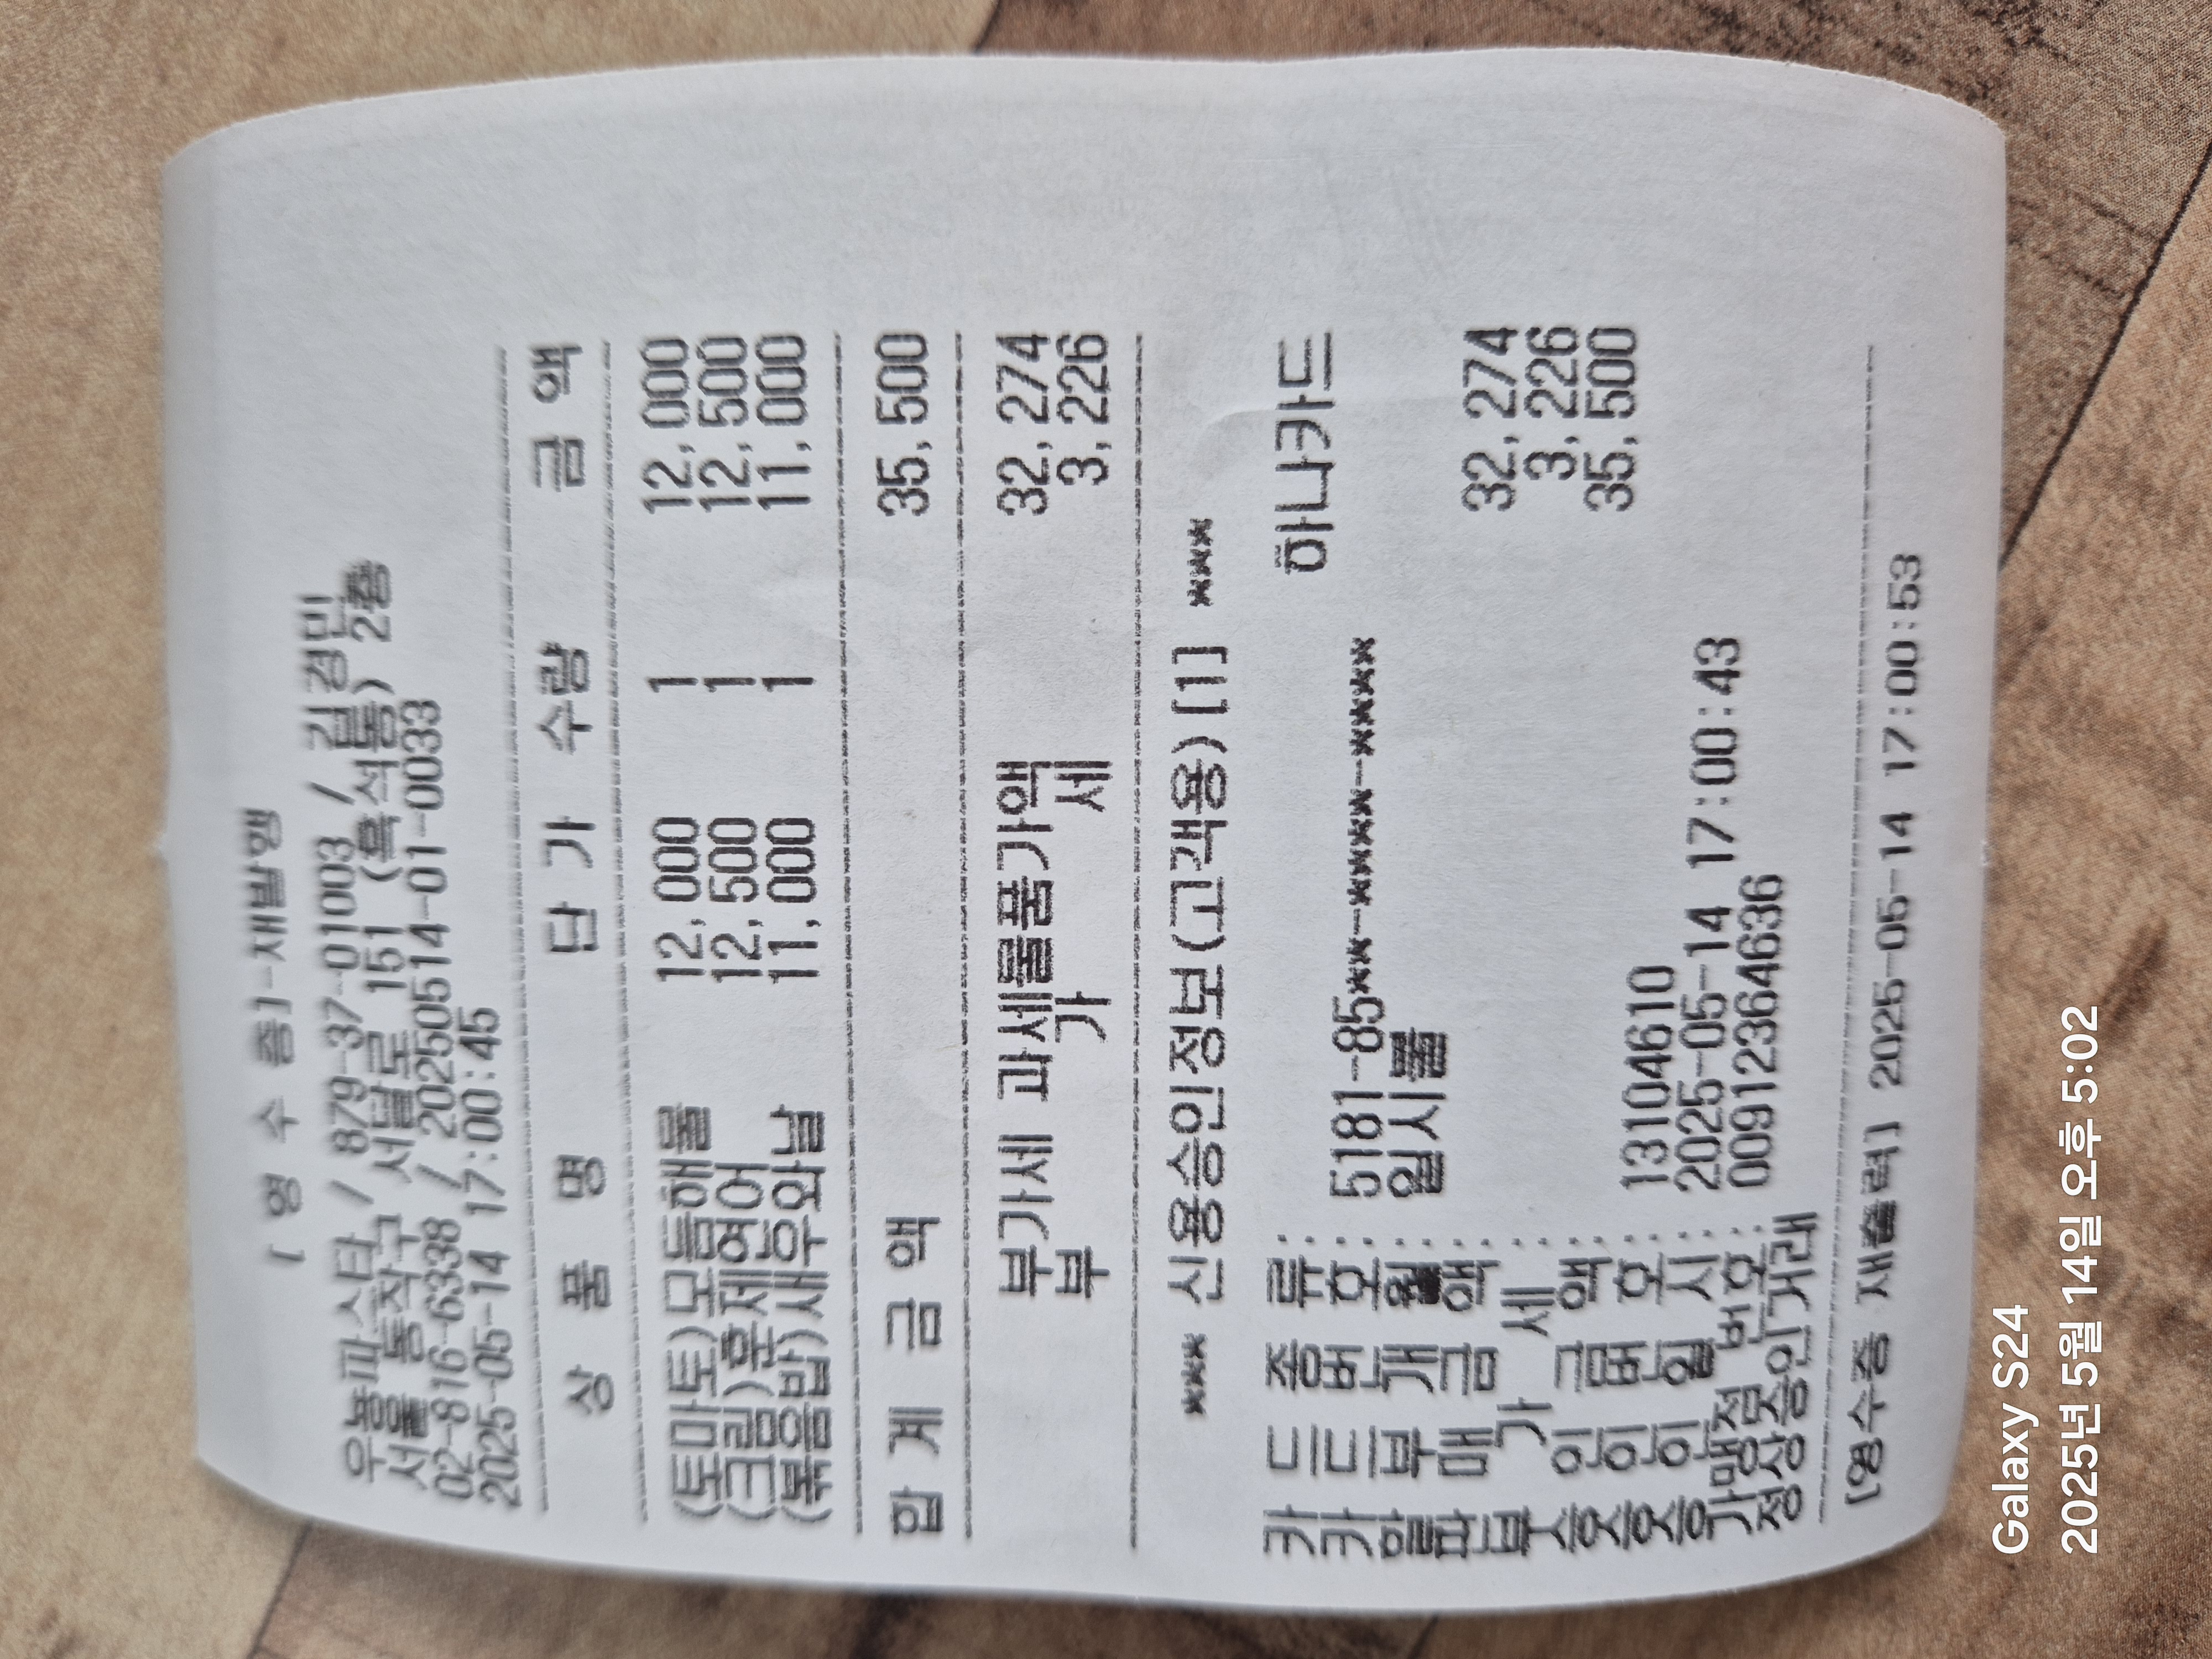 [ 영 수 증 ]-재발행
우봉파스타 / 879-37-01003 / 김경민
서울 동작구 서달로 151 (흑석동) 2층
02-816-6338 / 20250514-01-0033
2025-05-14 17:00:45
상 품 명 단 가 수량 금 액
(토마토)모듬해물 12,000 1 12,000
(크림)훈제연어 12,500 1 12,500
(볶음밥)새우와날 11,000 1 11,000
합 계 금 액 35,500
부가세 과세물품가액 32,274
부 가 세 3,226
*** 신용승인정보(고객용) [1] ***
카 드 종 류 : 하나카드
카 드 번 호 : 5181-85**-****-****
할 부 개 월 : 일시불
판 매 금 액 : 32,274
부 가 세 : 3,226
승 인 금 액 : 35,500
승 인 번 호 : 13104610
승 인 일 시 : 2025-05-14 17:00:43
가맹점 번호 : 00912364636
정상승인거래
[영수증 재출력] 2025-05-14 17:00:53
Galaxy S24
2025년 5월 14일 오후 5:02